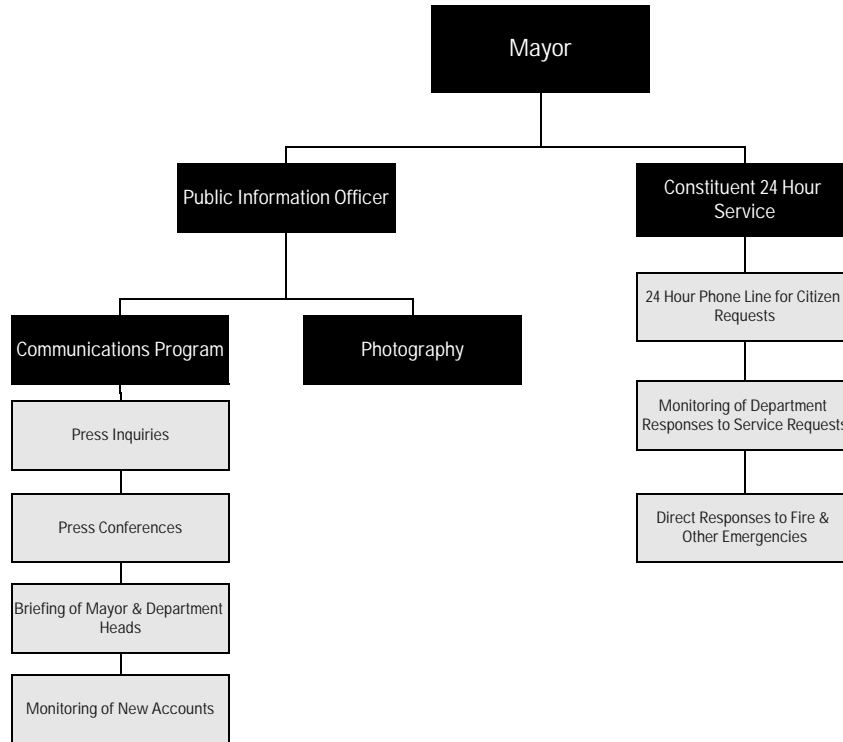 Mayor
Public Information Officer
Constituent 24 Hour
Service
24 Hour Phone Line for Citizen
Requests
Communications Program
Photography
Monitoring of Department
Responses to Service Requests
Press Inquiries
Press Conferences
Direct Responses to Fire &
Other Emergencies
Briefing of Mayor & Department
Heads
Monitoring of New Accounts